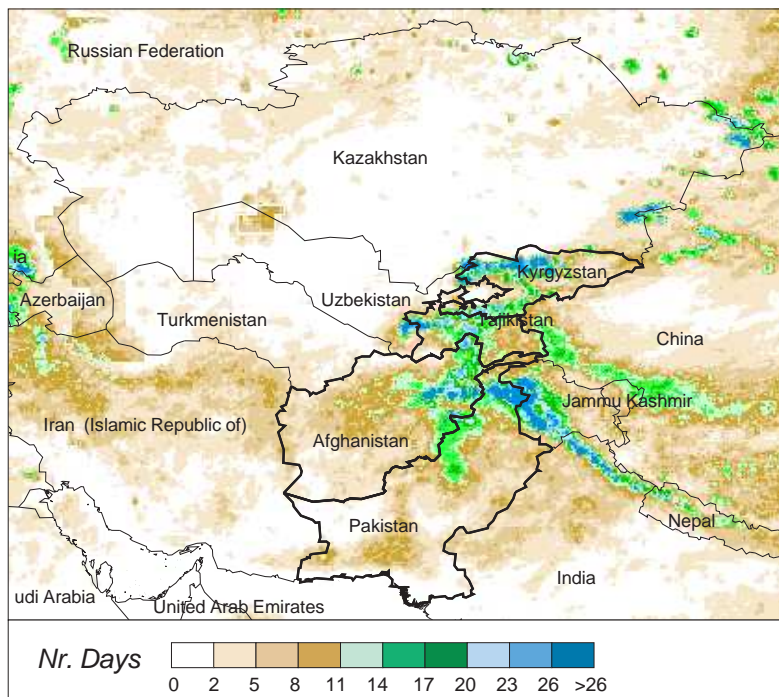 Russian Federation
Kazakhstan
ia
Kyrgyzstan
Azerbaijan
Uzbekistan
Turkmenistan
Tajikistan
China
Jammu Kashmir
Iran (Islamic Republic of)
Afghanistan
Pakistan
Nepal
India
udi Arabia
United Arab Emirates
Nr. Days
0 2 5 8 11 14 17 20 23 26 >26